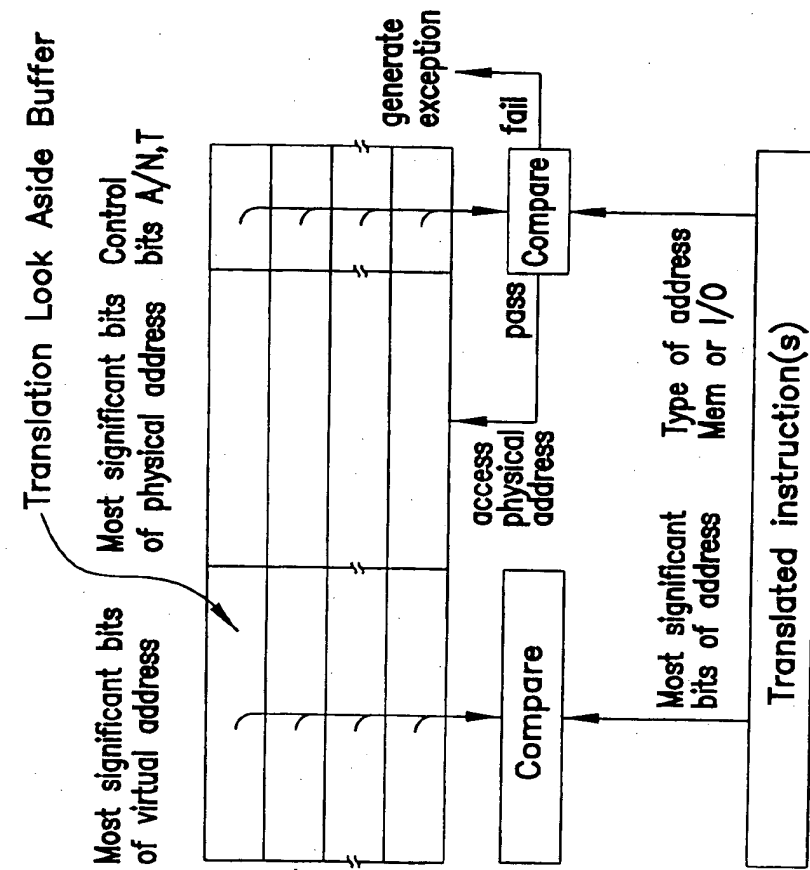 Translation Look Aside Buffer
Most significant bits
of virtual address
Most significant bits
of physical address
Control
bits A/N,T
generate
exception
access
physical
address
pass
fail
Compare
Compare
Most significant
bits of address
Type of address
Mem or I/O
Translated instruction(s)